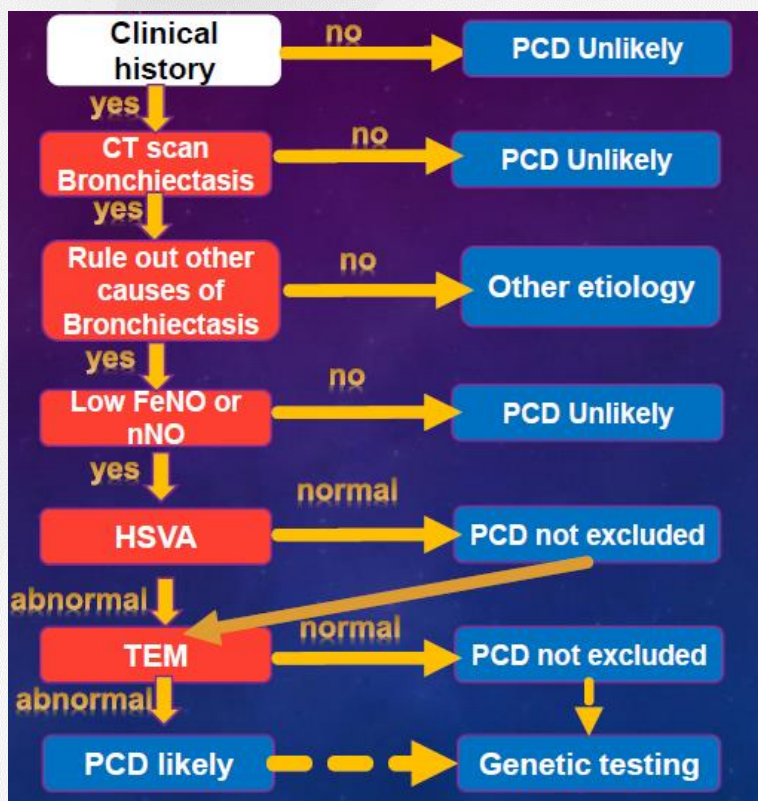 Clinical
history
no
PCD Unlikely
yes
CT scan
Bronchiectasis
no
PCD Unlikely
yes
Rule out other
causes of
Bronchiectasis
no
Other etiology
yes
Low FeNO or
nNO
no
PCD Unlikely
yes
HSVA
normal
PCD not excluded
abnormal
TEM
normal
PCD not excluded
abnormal
PCD likely
Genetic testing